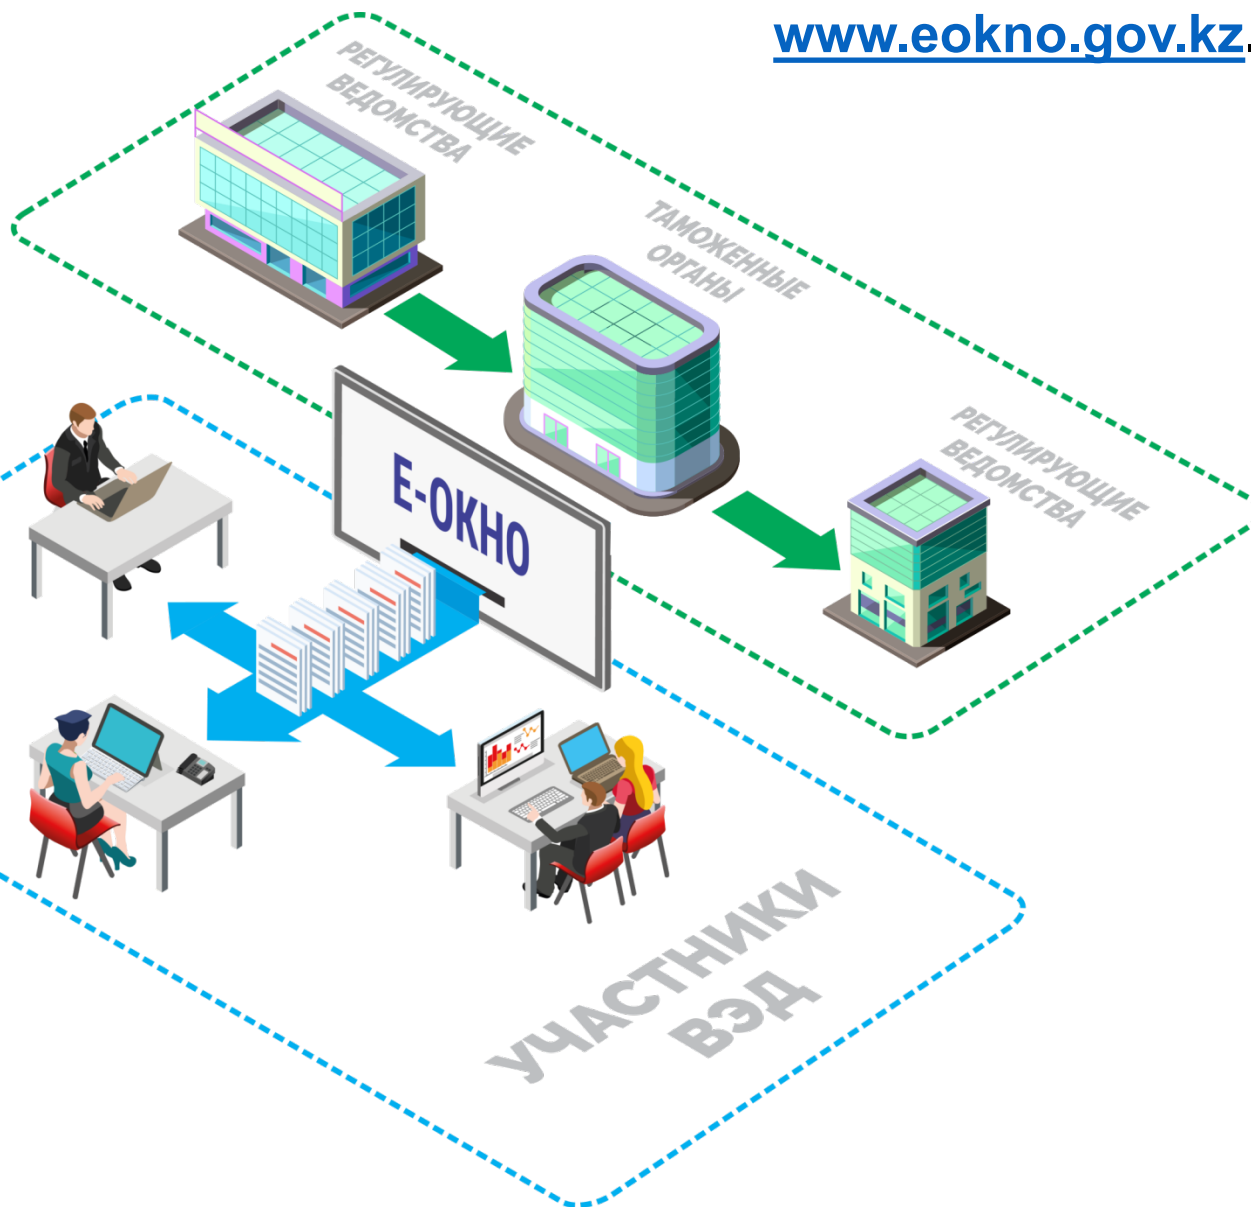 www.eokno.gov.kz.
РЕГУЛИРУЮЩИЕ
ВЕДОМСТВА
ТАМОЖЕННЫЕ
ОРГАНЫ
РЕГУЛИРУЮЩИЕ
ВЕДОМСТВА
Е-ОКНО
УЧАСТНИКИ
ВЭД